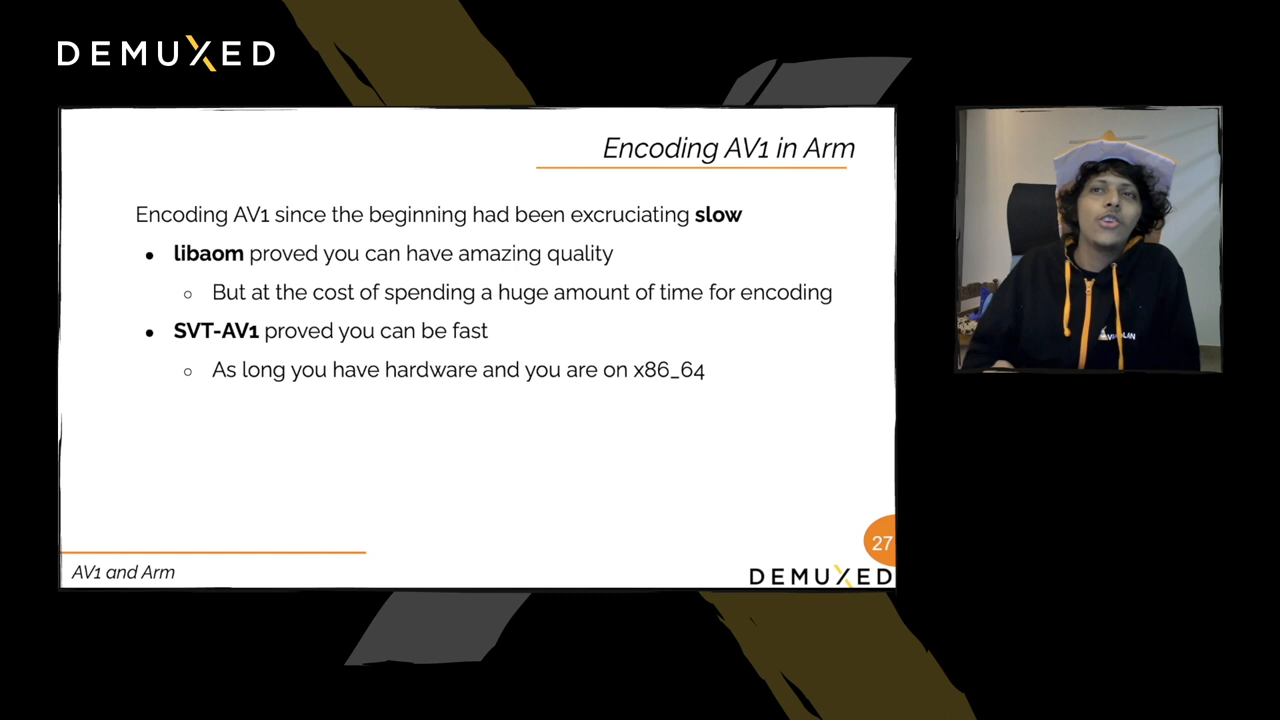 DEMUXED
Encoding AV1 in Arm
Encoding AV1 since the beginning had been excruciating slow
● libaom proved you can have amazing quality
○ But at the cost of spending a huge amount of time for encoding
● SVT-AV1 proved you can be fast
○ As long you have hardware and you are on x86_64
27
AV1 and Arm
DEMUXED